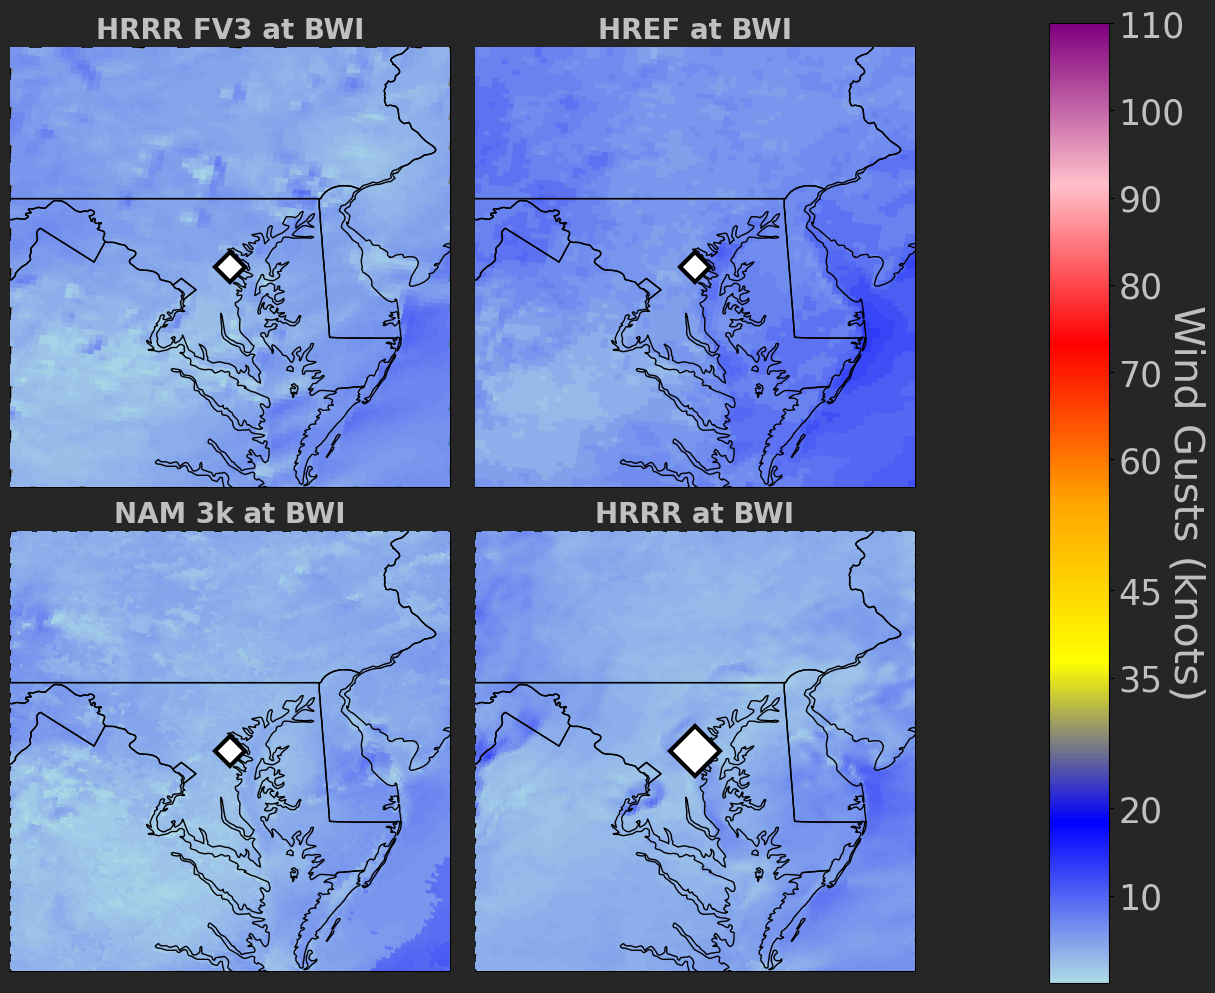 HRRR FV3 at BWI
HREF at BWI
NAM 3k at BWI
HRRR at BWI
110
100
90
80
70
60
45
35
20
10
Wind Gusts (knots)